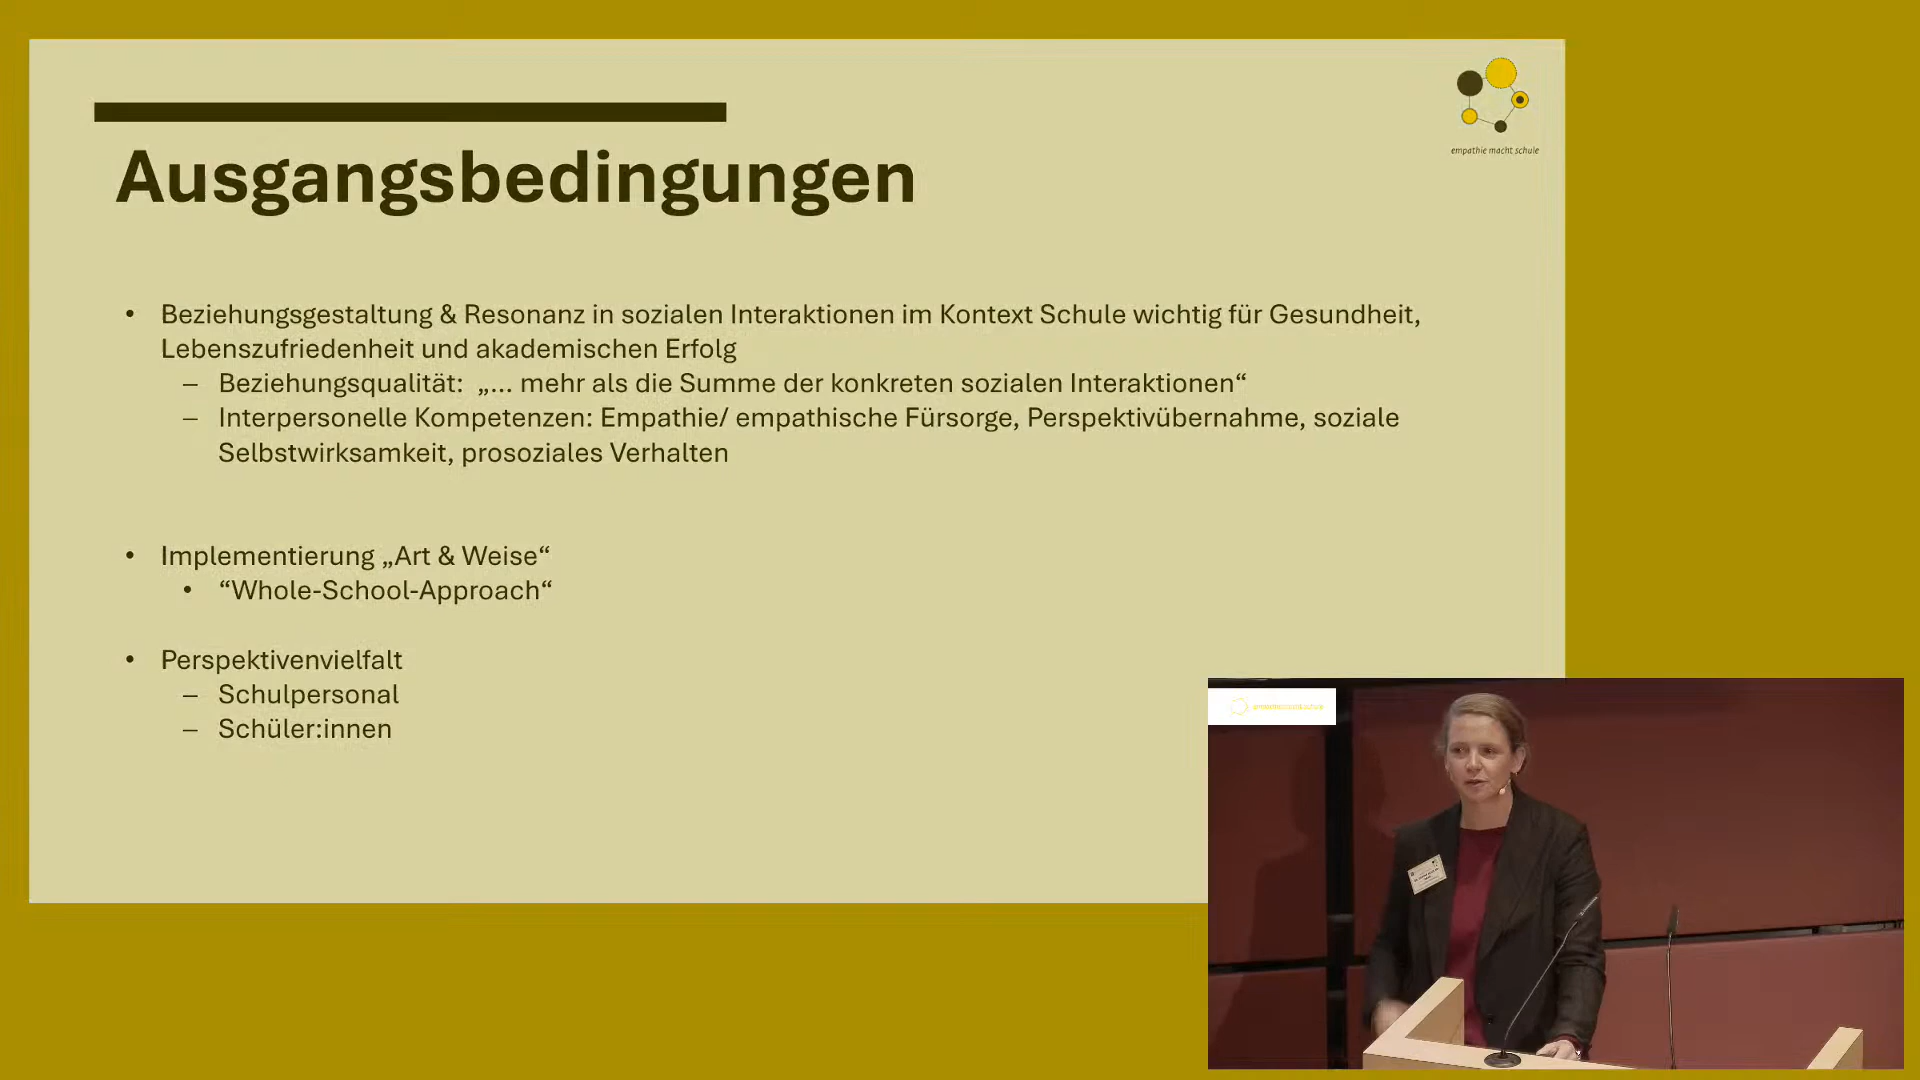 empathie macht schule
Ausgangsbedingungen
• Beziehungsgestaltung & Resonanz in sozialen Interaktionen im Kontext Schule wichtig für Gesundheit,
Lebenszufriedenheit und akademischen Erfolg
– Beziehungsqualität: „... mehr als die Summe der konkreten sozialen Interaktionen“
– Interpersonelle Kompetenzen: Empathie/ empathische Fürsorge, Perspektivübernahme, soziale
Selbstwirksamkeit, prosoziales Verhalten
• Implementierung „Art & Weise“
• “Whole-School-Approach“
• Perspektivenvielfalt
– Schulpersonal
– Schüler:innen